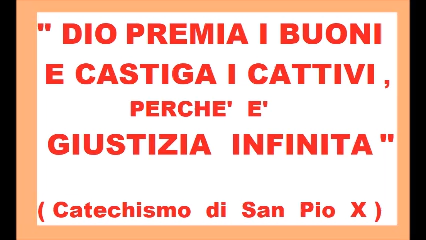 " DIO PREMIA I BUONI
E CASTIGA I CATTIVI ,
PERCHE' E'
GIUSTIZIA INFINITA "
( Catechismo di San Pio X )